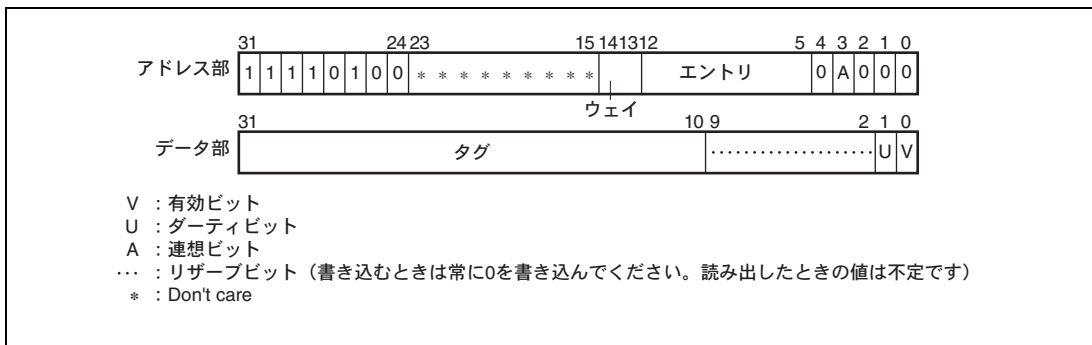 31 24 23 15 14 13 12 5 4 3 2 1 0
アドレス部 1 1 1 1 0 1 0 0 * * * * * * * * * エントリ 0 A 0 0 0
ウェイ
31 10 9 2 1 0
データ部 タグ ···················· U V
V :有効ビット
U :ダーティビット
A :連想ビット
··· :リザーブビット(書き込むときは常に0を書き込んでください。読み出したときの値は不定です)
* :Don't care